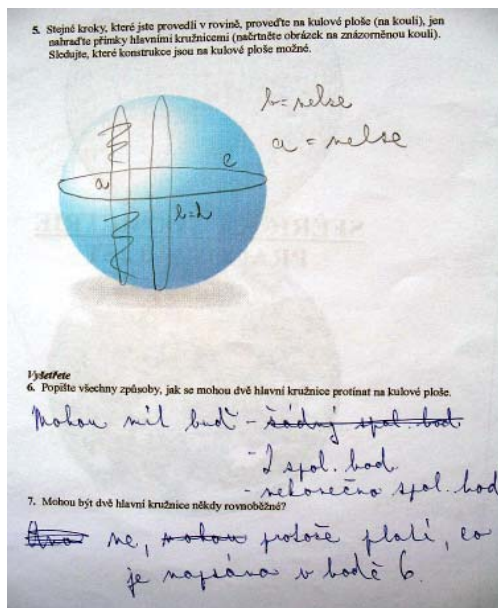 5. Stejné kroky, které jste provedli v rovině, proveďte na kulové ploše (na kouli), jen
nahraďte přímky hlavními kružnicemi (načrtněte obrázek na znázorněnou kouli).
Sledujte, které konstrukce jsou na kulové ploše možné.
b = nelse
a = nelse
c
a
b=
Vyšetřete
6. Popište všechny způsoby, jak se mohou dvě hlavní kružnice protínat na kulové ploše.
Mohou mít buď - žádný spol. bod
- 2 spol. bod
- nekonečno spol. bod
7. Mohou být dvě hlavní kružnice někdy rovnoběžné?
Ano ne, mohou protože platí, co
je napsáno v bodě 6.